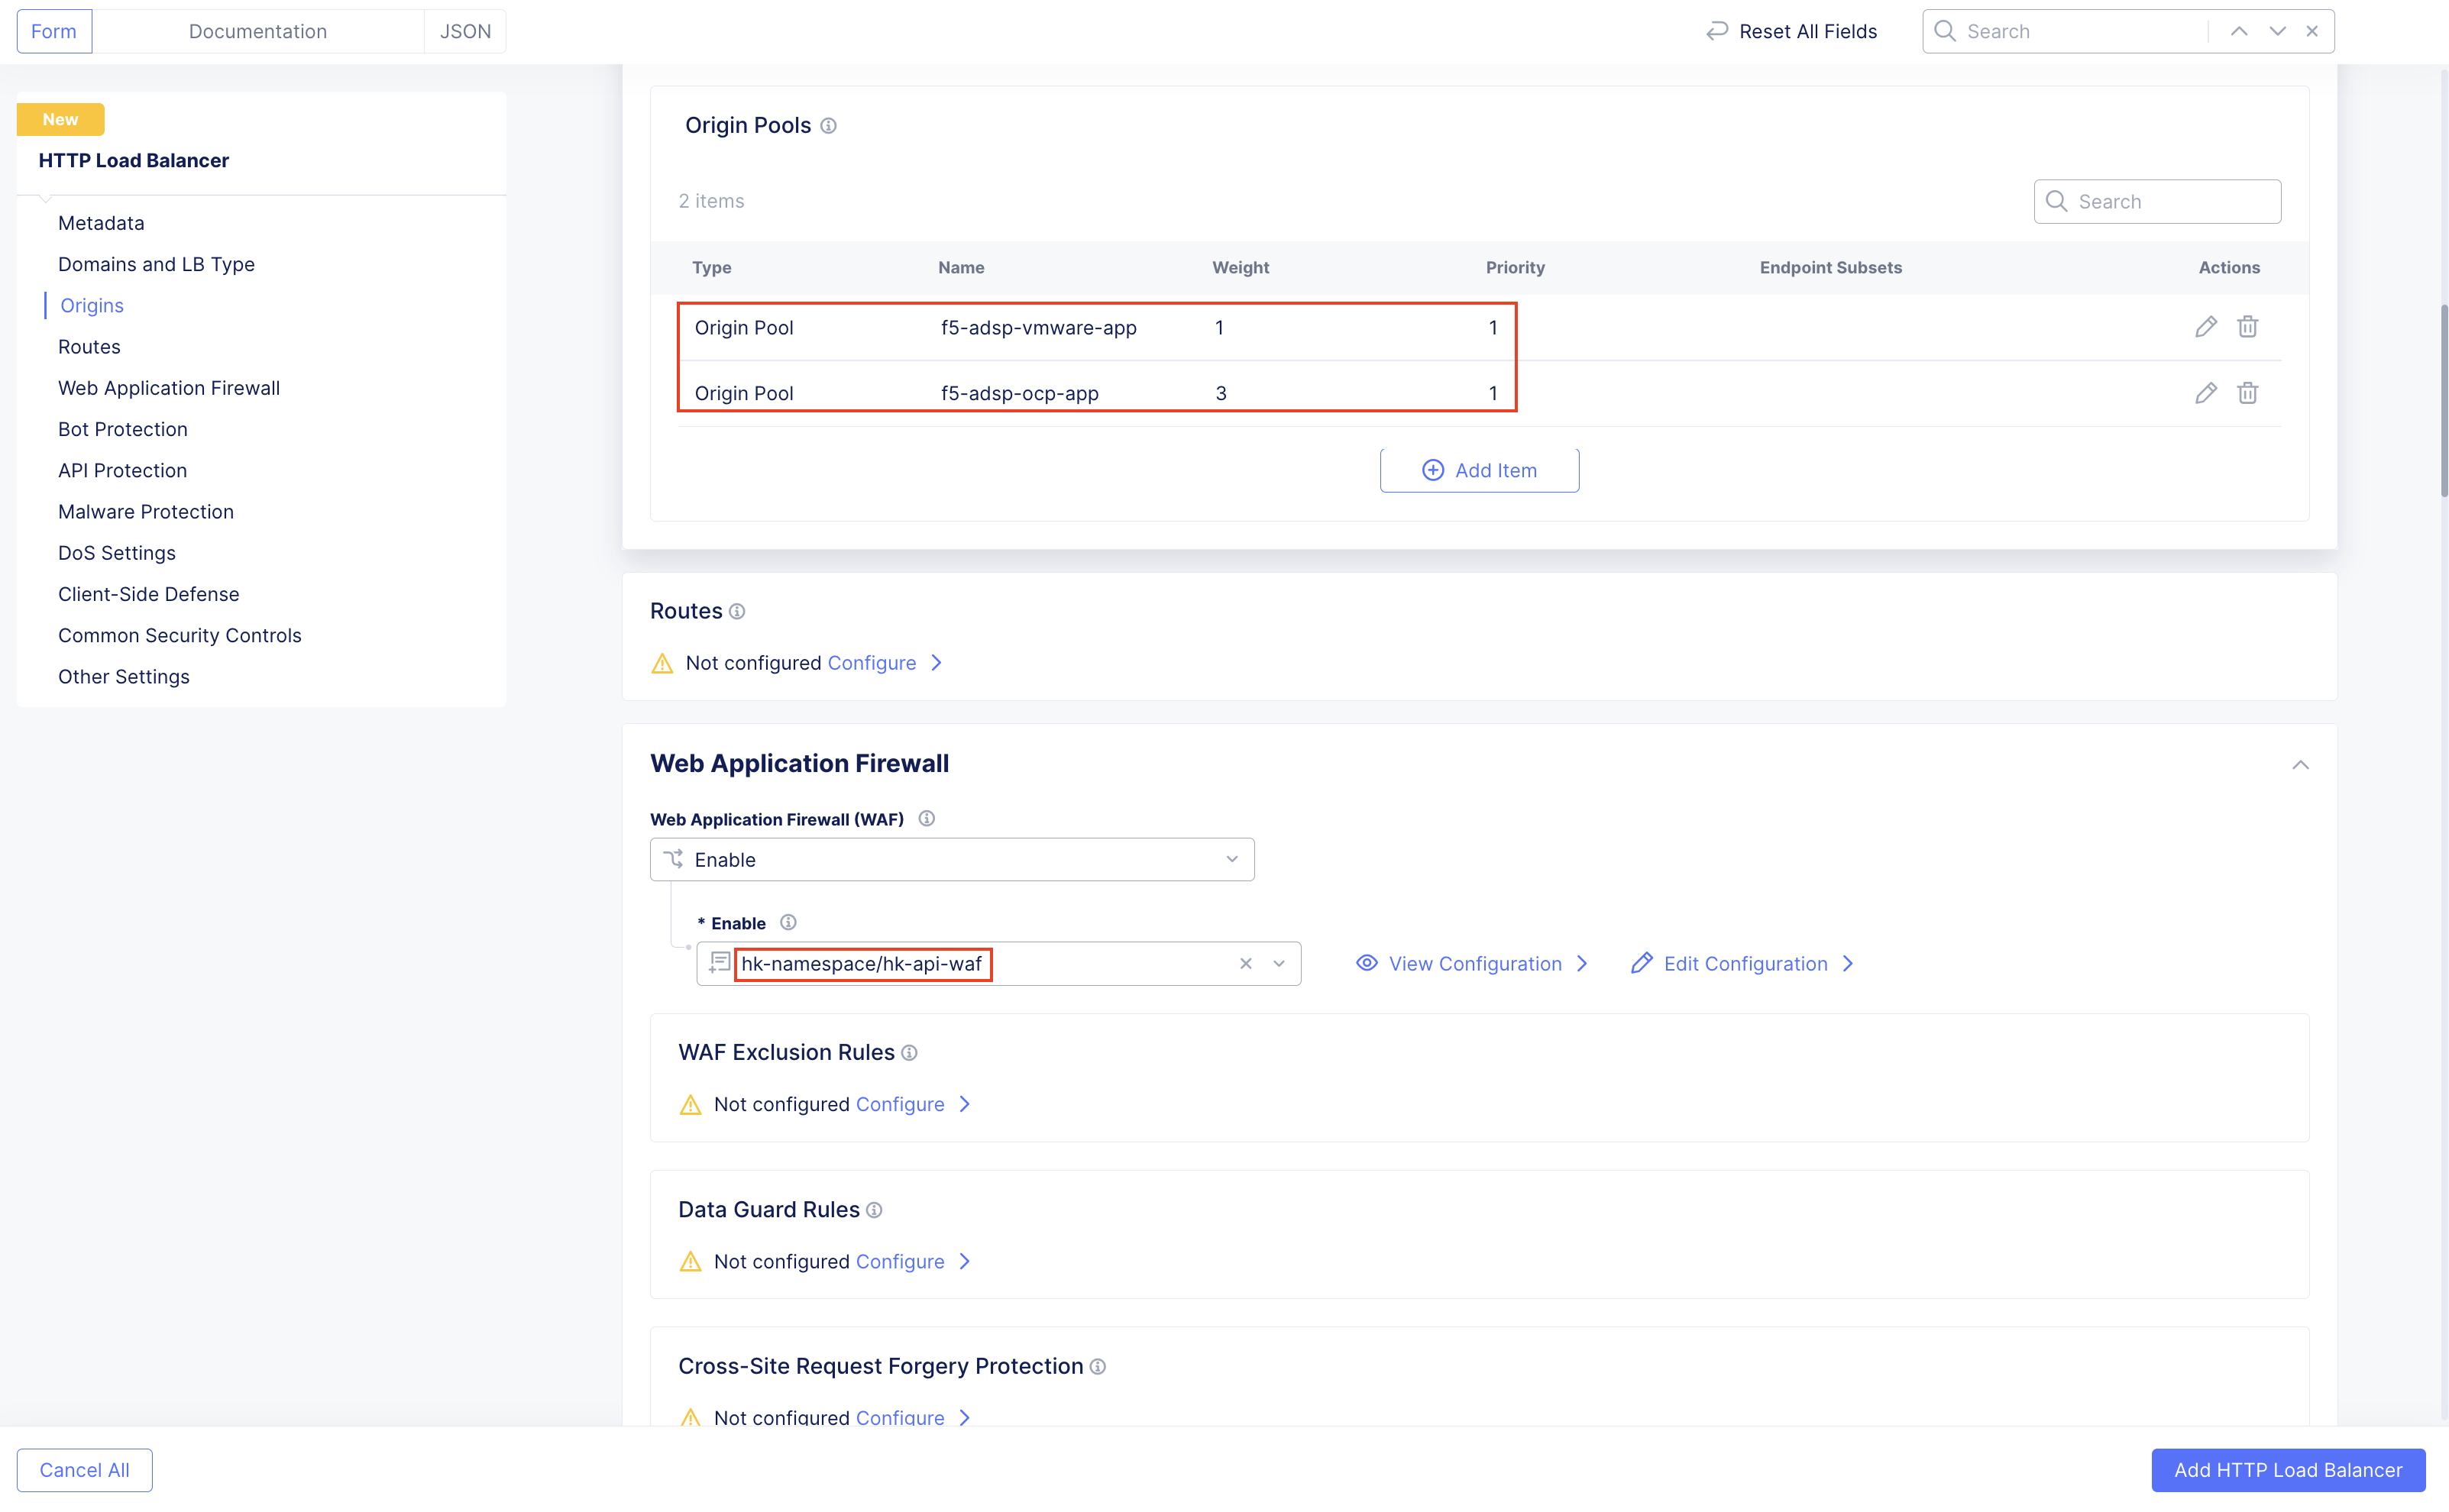 Form
Documentation
JSON
Reset All Fields
Search
New
HTTP Load Balancer
Metadata
Domains and LB Type
Origins
Routes
Web Application Firewall
Bot Protection
API Protection
Malware Protection
DoS Settings
Client-Side Defense
Common Security Controls
Other Settings
Origin Pools
2 items
Search
Type Name Weight Priority Endpoint Subsets Actions
Origin Pool f5-adsp-vmware-app 1 1
Origin Pool f5-adsp-ocp-app 3 1
Add Item
Routes
Not configured Configure
Web Application Firewall
Web Application Firewall (WAF)
Enable
* Enable
hk-namespace/hk-api-waf
View Configuration
Edit Configuration
WAF Exclusion Rules
Not configured Configure
Data Guard Rules
Not configured Configure
Cross-Site Request Forgery Protection
Not configured Configure
Cancel All
Add HTTP Load Balancer